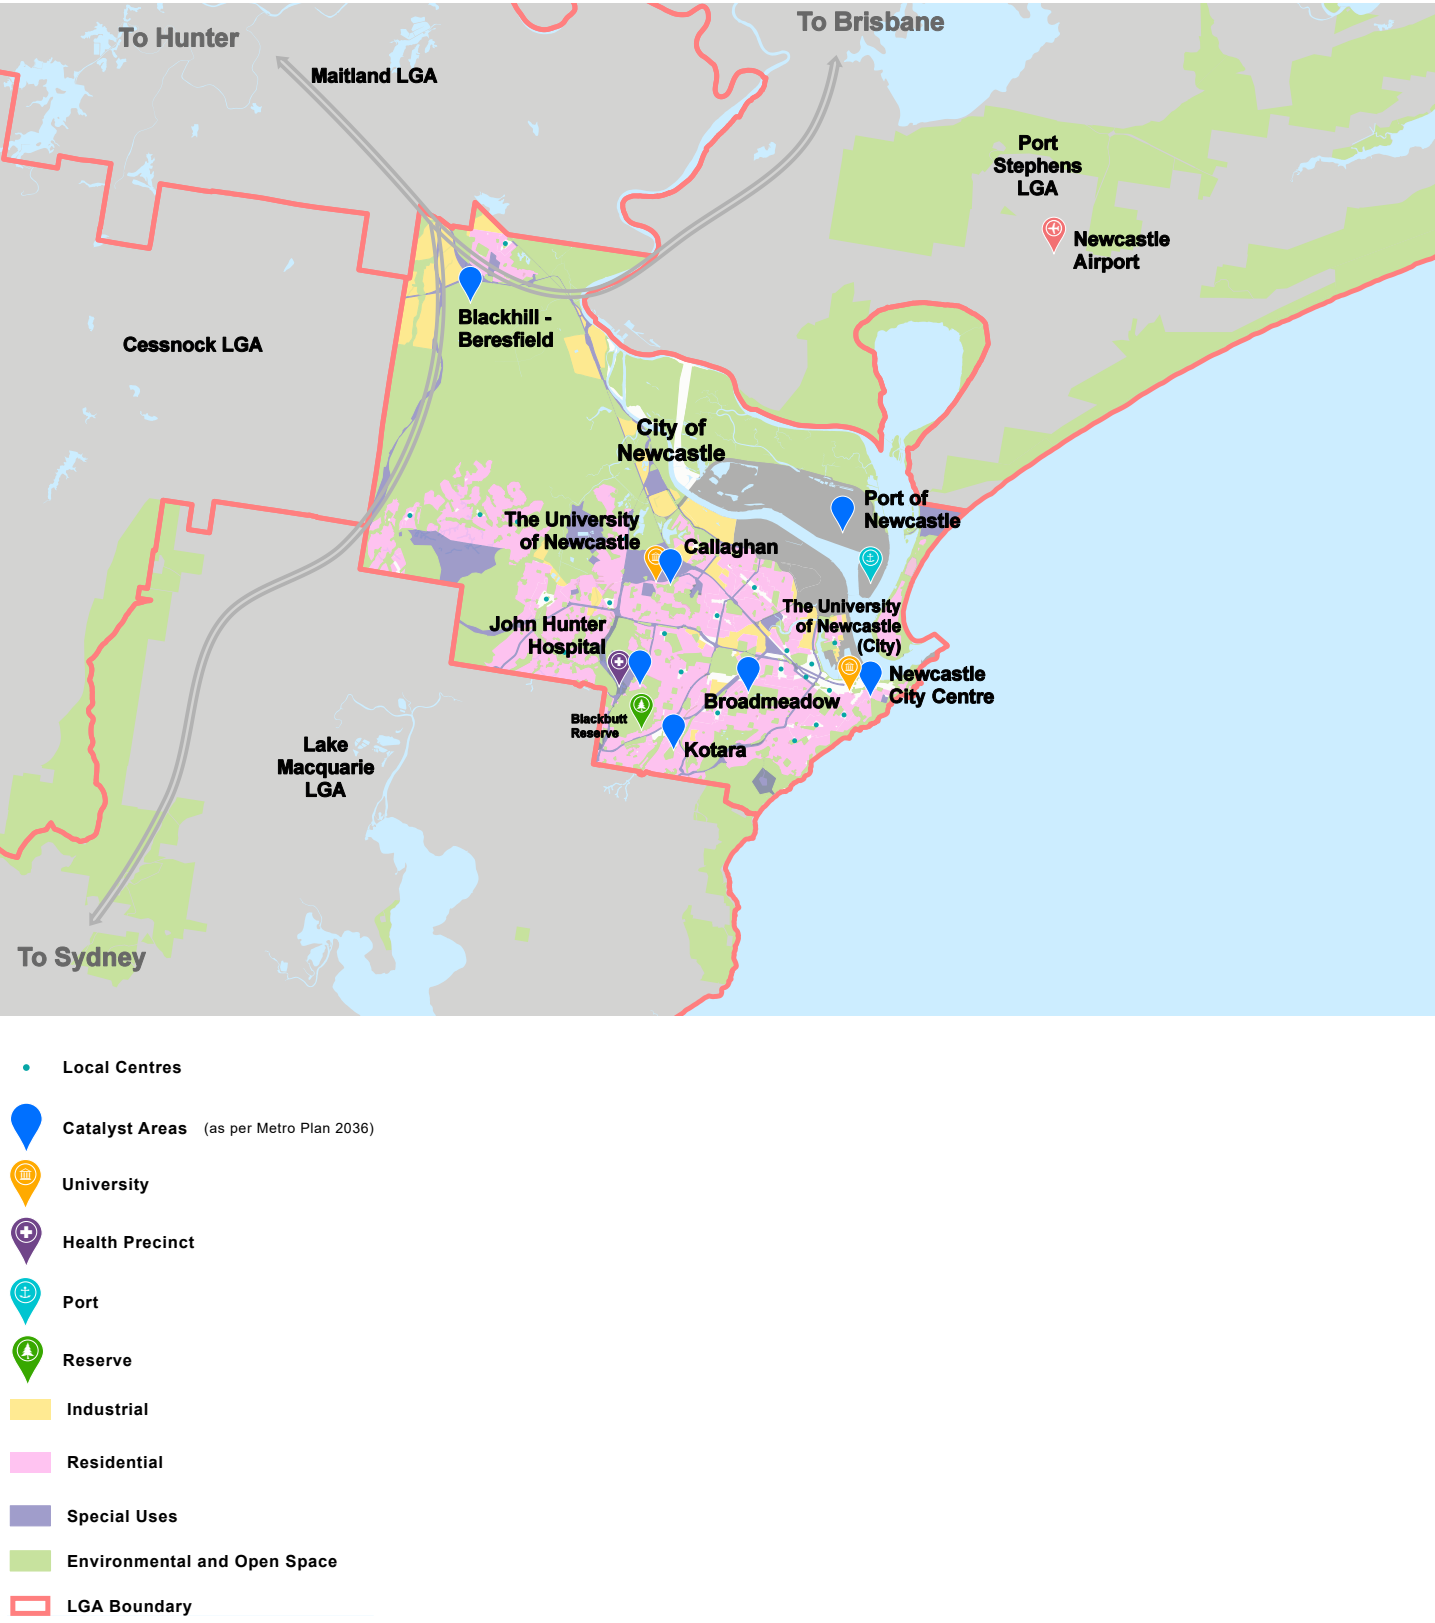 To Hunter
To Brisbane
Maitland LGA
Port
Stephens
LGA
Newcastle
Airport
Blackhill -
Beresfield
Cessnock LGA
City of
Newcastle
Port of
Newcastle
The University
of Newcastle
Callaghan
The University
of Newcastle
(City)
John Hunter
Hospital
Newcastle
City Centre
Broadmeadow
Blackbutt
Reserve
Kotara
Lake
Macquarie
LGA
To Sydney
Local Centres
Catalyst Areas (as per Metro Plan 2036)
University
Health Precinct
Port
Reserve
Industrial
Residential
Special Uses
Environmental and Open Space
LGA Boundary